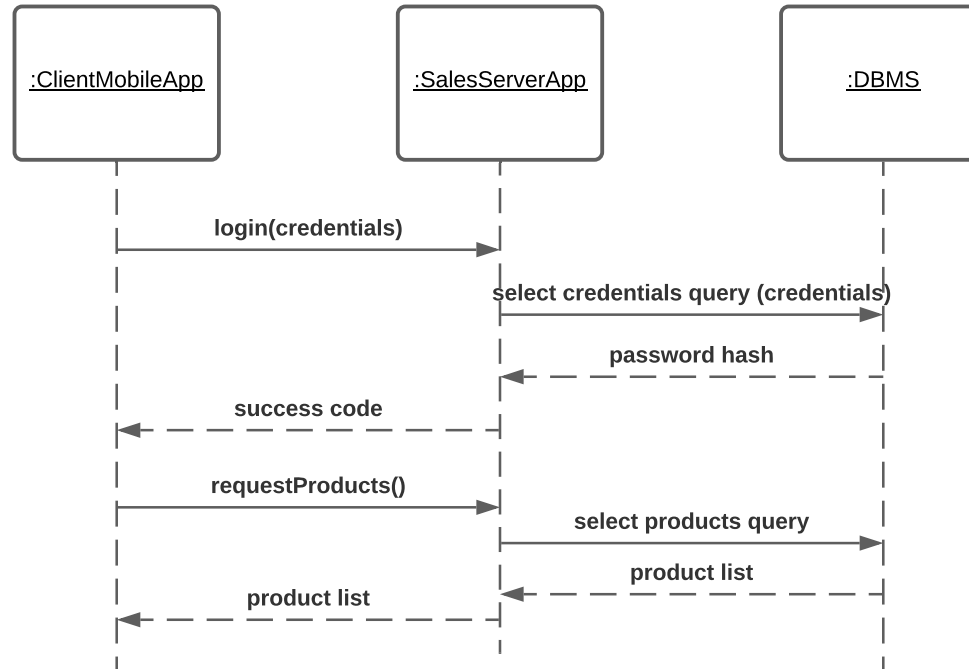 :ClientMobileApp
:SalesServerApp
:DBMS
login(credentials)
select credentials query (credentials)
password hash
success code
requestProducts()
select products query
product list
product list